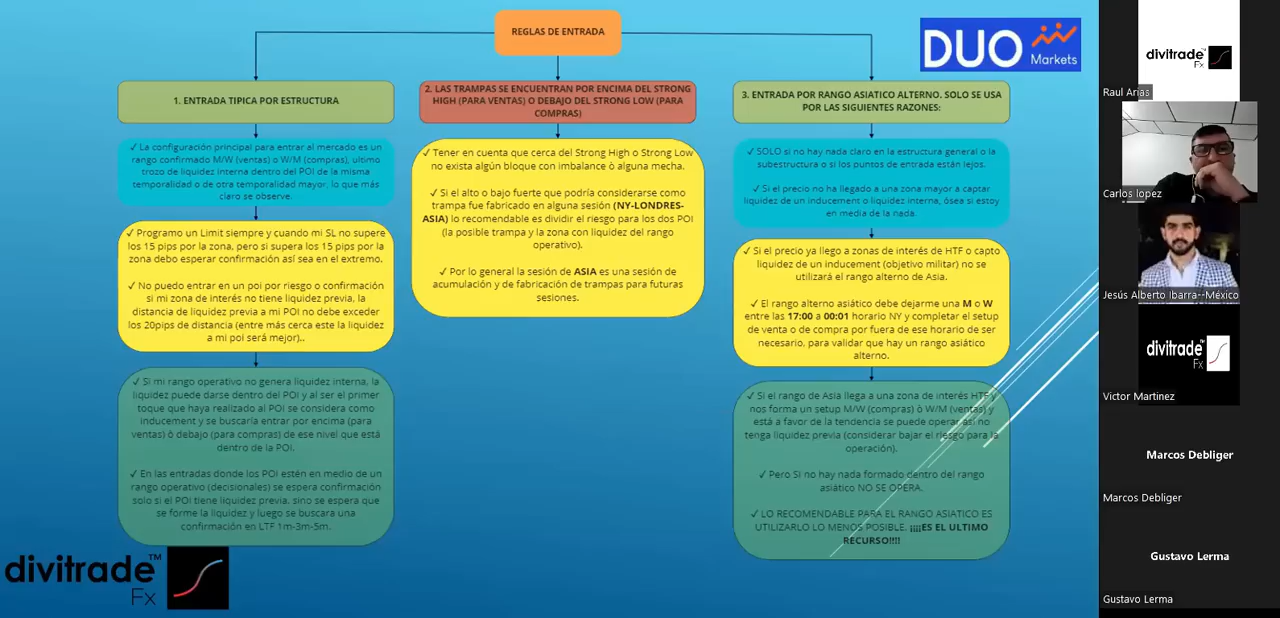 REGLAS DE ENTRADA
DUO
Markets
1. ENTRADA TIPICA POR ESTRUCTURA
✓ La configuración principal para entrar al mercado es un
rango confirmado M/W (ventas) o W/M (compras), ultimo
trozo de liquidez interna dentro del POI de la misma
temporalidad o de otra temporalidad mayor, lo que más
claro se observe.
✓ Programo un Limit siempre y cuando mi SL no supere
los 15 pips por la zona, pero si supera los 15 pips por la
zona debo esperar confirmación así sea en el extremo.
✓ No puedo entrar en un poi por riesgo o confirmación
si mi zona de interés no tiene liquidez previa, la
distancia de liquidez previa a mi POI no debe exceder
los 20pips de distancia (entre más cerca este la liquidez
a mi poi será mejor)..
✓ Si mi rango operativo no genera liquidez interna, la
liquidez puede darse dentro del POI y al ser el primer
toque que haya realizado al POI se considera como
inducement y se buscaría entrar por encima (para
ventas) ò debajo (para compras) de ese nivel que está
dentro de la POI.
✓ En las entradas donde los POI estén en medio de un
rango operativo (decisionales) se espera confirmación
solo si el POI tiene liquidez previa, sino se espera que
se forme la liquidez y luego se buscara una
confirmación en LTF 1m-3m-5m.
2. LAS TRAMPAS SE ENCUENTRAN POR ENCIMA DEL STRONG
HIGH (PARA VENTAS) O DEBAJO DEL STRONG LOW (PARA
COMPRAS)
✓ Tener en cuenta que cerca del Strong High o Strong Low
no exista algún bloque con imbalance ò alguna mecha.
✓ Si el alto o bajo fuerte que podría considerarse como
trampa fue fabricado en alguna sesión (NY-LONDRES-
ASIA) lo recomendable es dividir el riesgo para los dos POI
(la posible trampa y la zona con liquidez del rango
operativo).
✓ Por lo general la sesión de ASIA es una sesión de
acumulación y de fabricación de trampas para futuras
sesiones.
3. ENTRADA POR RANGO ASIATICO ALTERNO. SOLO SE USA
POR LAS SIGUIENTES RAZONES:
✓ SOLO si no hay nada claro en la estructura general o la
subestructura o si los puntos de entrada están lejos.
✓ Si el precio no ha llegado a una zona mayor a captar
liquidez de un inducement o liquidez interna, ósea si estoy
en media de la nada.
✓ Si el precio ya llego a zonas de interés de HTF o capto
liquidez de un inducement (objetivo militar) no se
utilizará el rango alterno de Asia.
✓ El rango alterno asiático debe dejarme una M o W
entre las 17:00 a 00:01 horario NY y completar el setup
de venta o de compra por fuera de ese horario de ser
necesario, para validar que hay un rango asiático
alterno.
✓ Si el rango de Asia llega a una zona de interés HTF y
nos forma un setup M/W (compras) ò W/M (ventas) y
está a favor de la tendencia se puede operar así no
tenga liquidez previa (considerar bajar el riesgo para la
operación).
✓ Pero Si no hay nada formado dentro del rango
asiático NO SE OPERA.
✓ LO RECOMENDABLE PARA EL RANGO ASIATICO ES
UTILIZARLO LO MENOS POSIBLE. ¡¡¡¡ES EL ULTIMO
RECURSO!!!!
divitrade™
Fx
divitrade™
Fx
Raul Arias
Carlos lopez
Jesús Alberto Ibarra--México
divitrade™
Fx
Victor Martinez
Marcos Debliger
Marcos Debliger
Gustavo Lerma
Gustavo Lerma